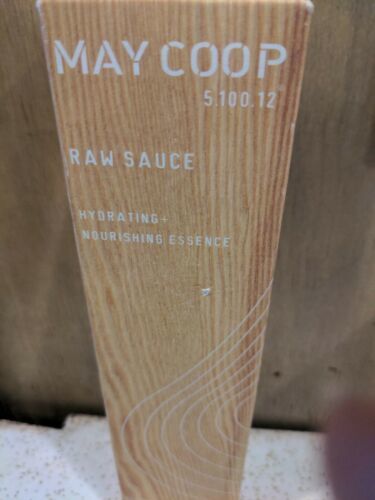 MAY COOP
5.100.12
RAW SAUCE
HYDRATING+
NOURISHING ESSENCE